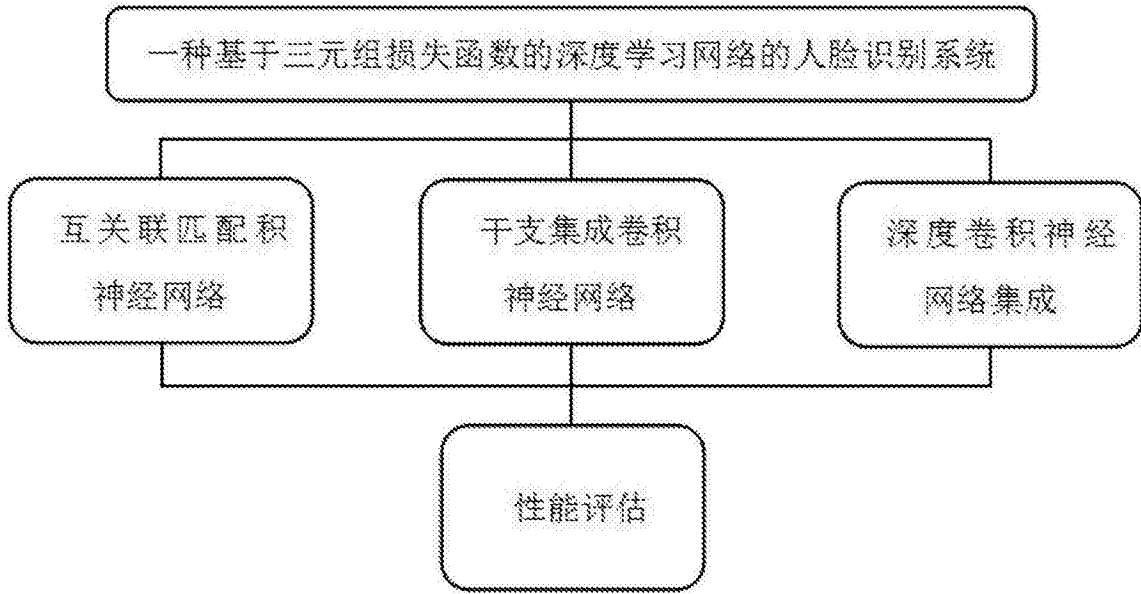 一种基于三元组损失函数的深度学习网络的人脸识别系统
互关联匹配积
神经网络
干支集成卷积
神经网络
深度卷积神经
网络集成
性能评估